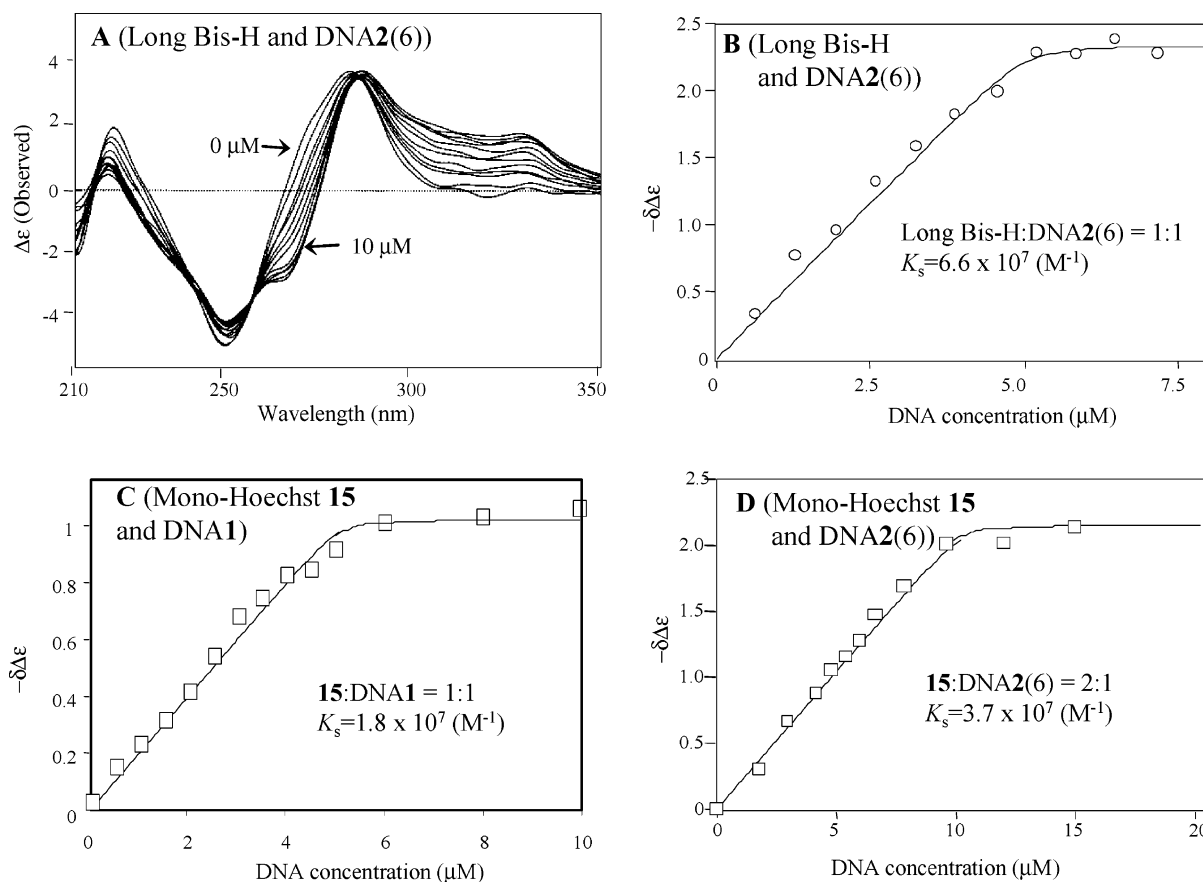 A (Long Bis-H and DNA2(6))
4
2
0
-2
-4
Δε (Observed)
0 μM
10 μM
210
250
300
350
Wavelength (nm)
B (Long Bis-H
and DNA2(6))
2.5
2.0
1.5
1.0
0.5
0
−δΔε
Long Bis-H:DNA2(6) = 1:1
Ks=6.6 x 10⁷ (M⁻¹)
0
2.5
5.0
7.5
DNA concentration (μM)
C (Mono-Hoechst 15
and DNA1)
1
0.8
0.6
0.4
0.2
0
−δΔε
15:DNA1 = 1:1
Ks=1.8 x 10⁷ (M⁻¹)
0
2
4
6
8
10
DNA concentration (μM)
D (Mono-Hoechst 15
and DNA2(6))
2.5
2.0
1.5
1.0
0.5
0
−δΔε
15:DNA2(6) = 2:1
Ks=3.7 x 10⁷ (M⁻¹)
0
5
10
15
20
DNA concentration (μM)